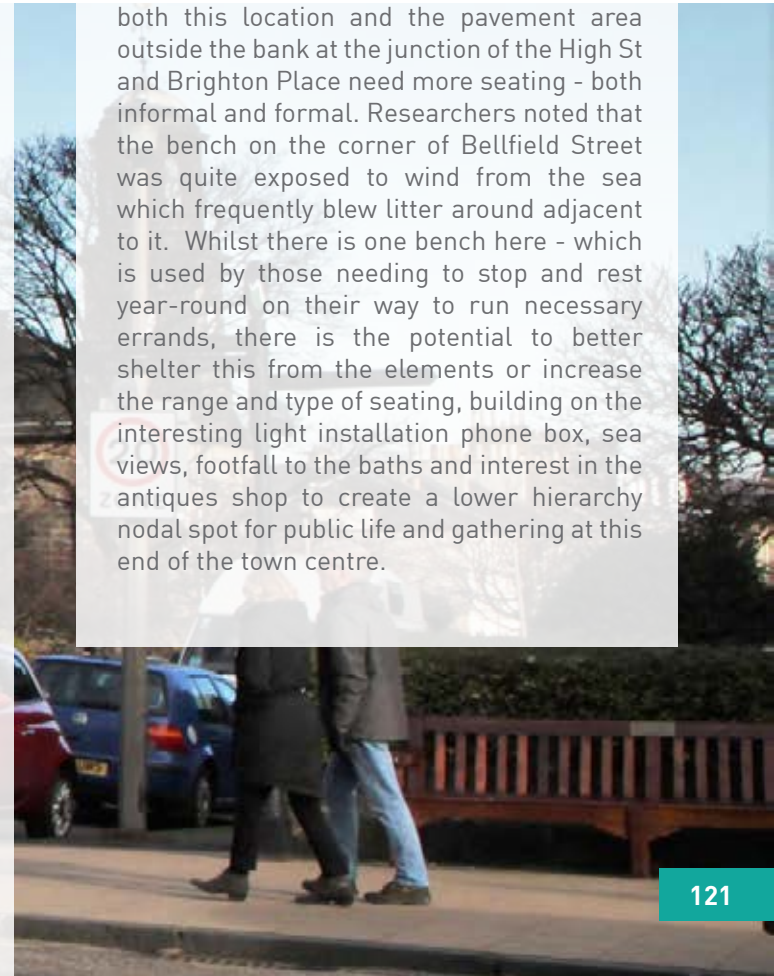 both this location and the pavement area
outside the bank at the junction of the High St
and Brighton Place need more seating - both
informal and formal. Researchers noted that
the bench on the corner of Bellfield Street
was quite exposed to wind from the sea
which frequently blew litter around adjacent
to it.  Whilst there is one bench here - which
is used by those needing to stop and rest
year-round on their way to run necessary
errands, there is the potential to better
shelter this from the elements or increase
the range and type of seating, building on the
interesting light installation phone box, sea
views, footfall to the baths and interest in the
antiques shop to create a lower hierarchy
nodal spot for public life and gathering at this
end of the town centre.
20
121